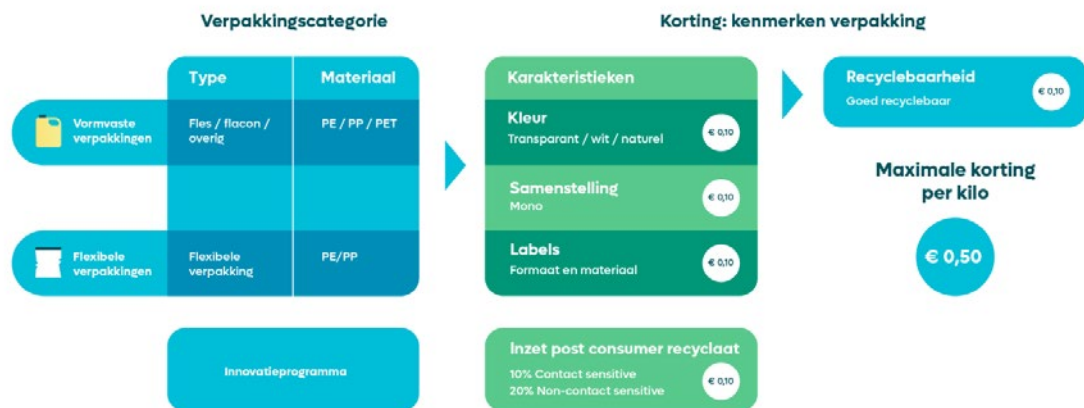 Verpakkingscategorie
Korting: kenmerken verpakking
Type
Materiaal
Vormvaste
verpakkingen
Fles / flacon /
overig
PE / PP / PET
Flexibele
verpakkingen
Flexibele
verpakking
PE/PP
Innovatieprogramma
Karakteristieken
Kleur
Transparant / wit / naturel
€ 0,10
Samenstelling
Mono
€ 0,10
Labels
Formaat en materiaal
€ 0,10
Inzet post consumer recyclaat
10% Contact sensitive
20% Non-contact sensitive
€ 0,10
Recyclebaarheid
Goed recyclebaar
€ 0,10
Maximale korting
per kilo
€ 0,50